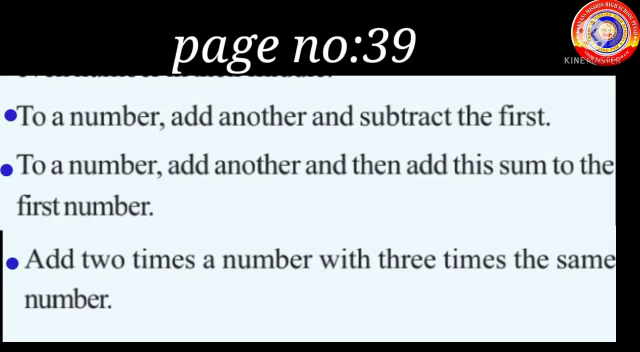 page no:39
•To a number, add another and subtract the first.
•To a number, add another and then add this sum to the
first number.
•Add two times a number with three times the same
number.